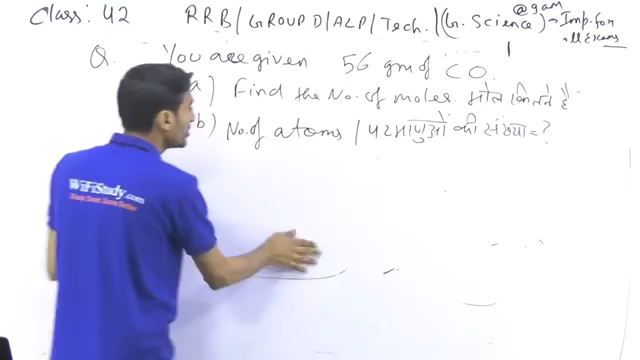 Class: 42 RRB/GROUP D/ALP/Tech. (G. Science) → Imp. for
@9am
all Exams
Q. You are given 56 gm of CO.
a) Find the No. of moles. मोल कितने है
b) No. of atoms / परमाणुओं की संख्या = ?
WiFiStudy.com